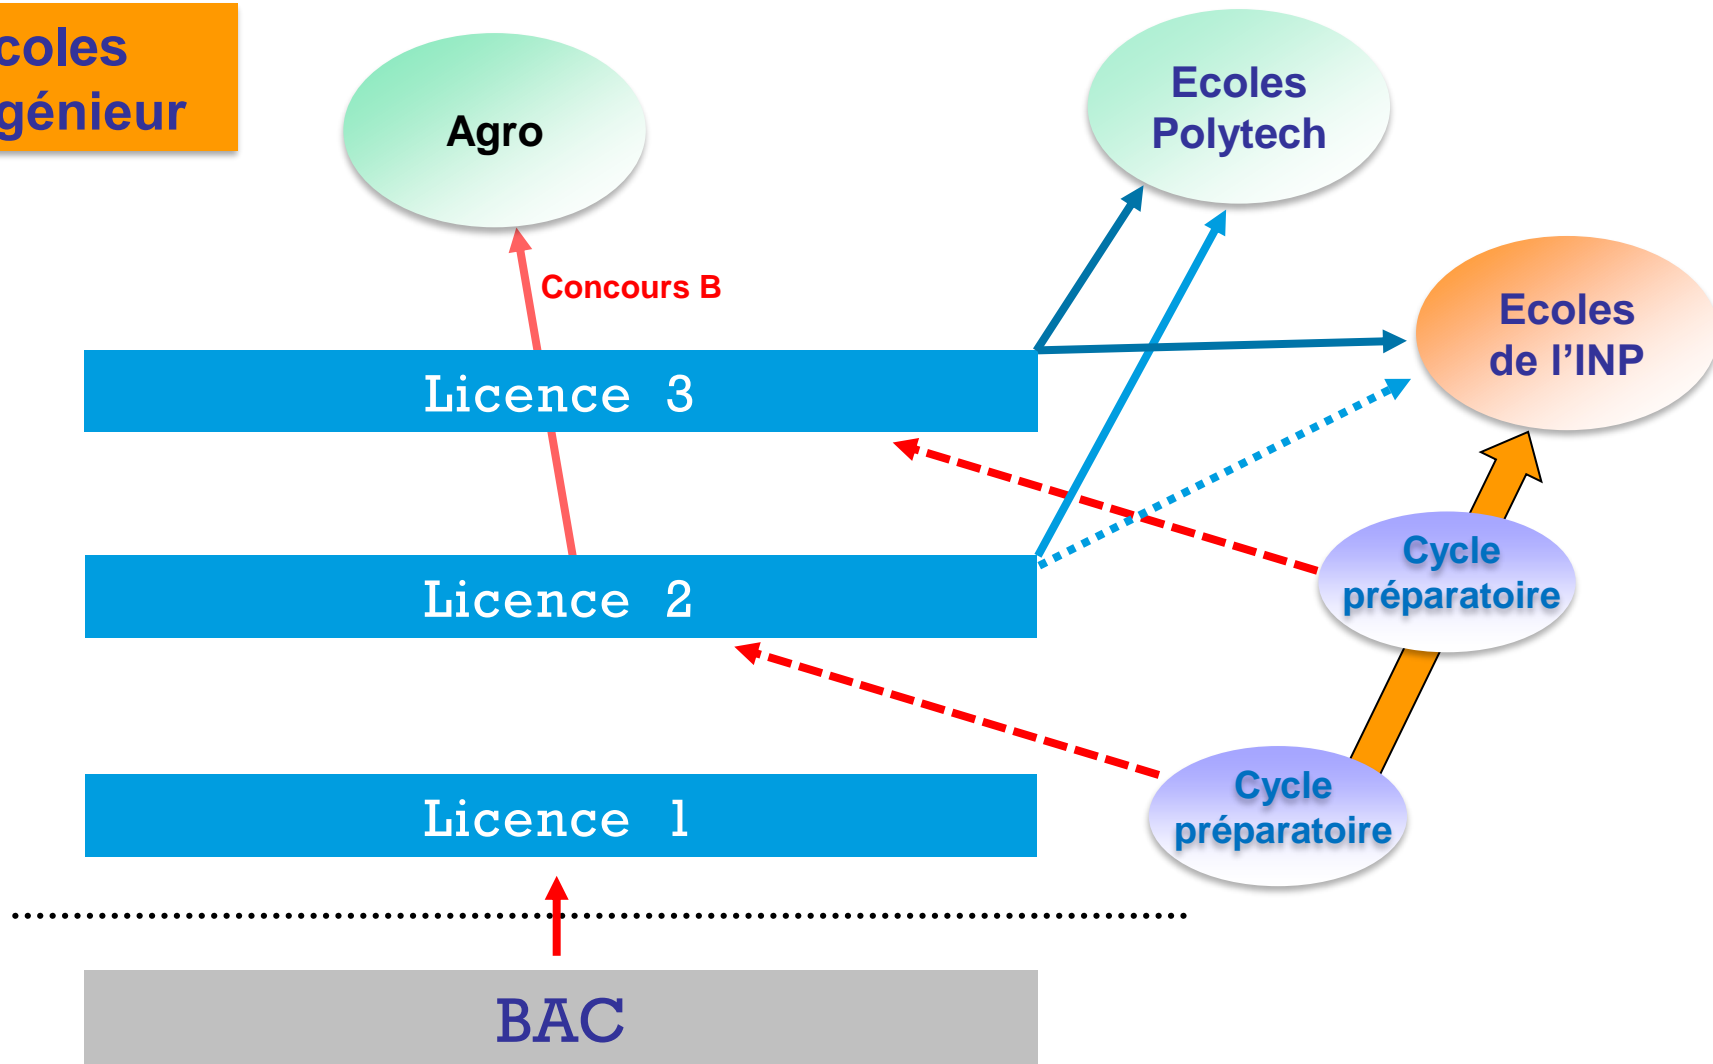 coles
génieur
Agro
Ecoles
Polytech
Concours B
Ecoles
de l’INP
Licence 3
Cycle
préparatoire
Licence 2
Cycle
préparatoire
Licence 1
BAC